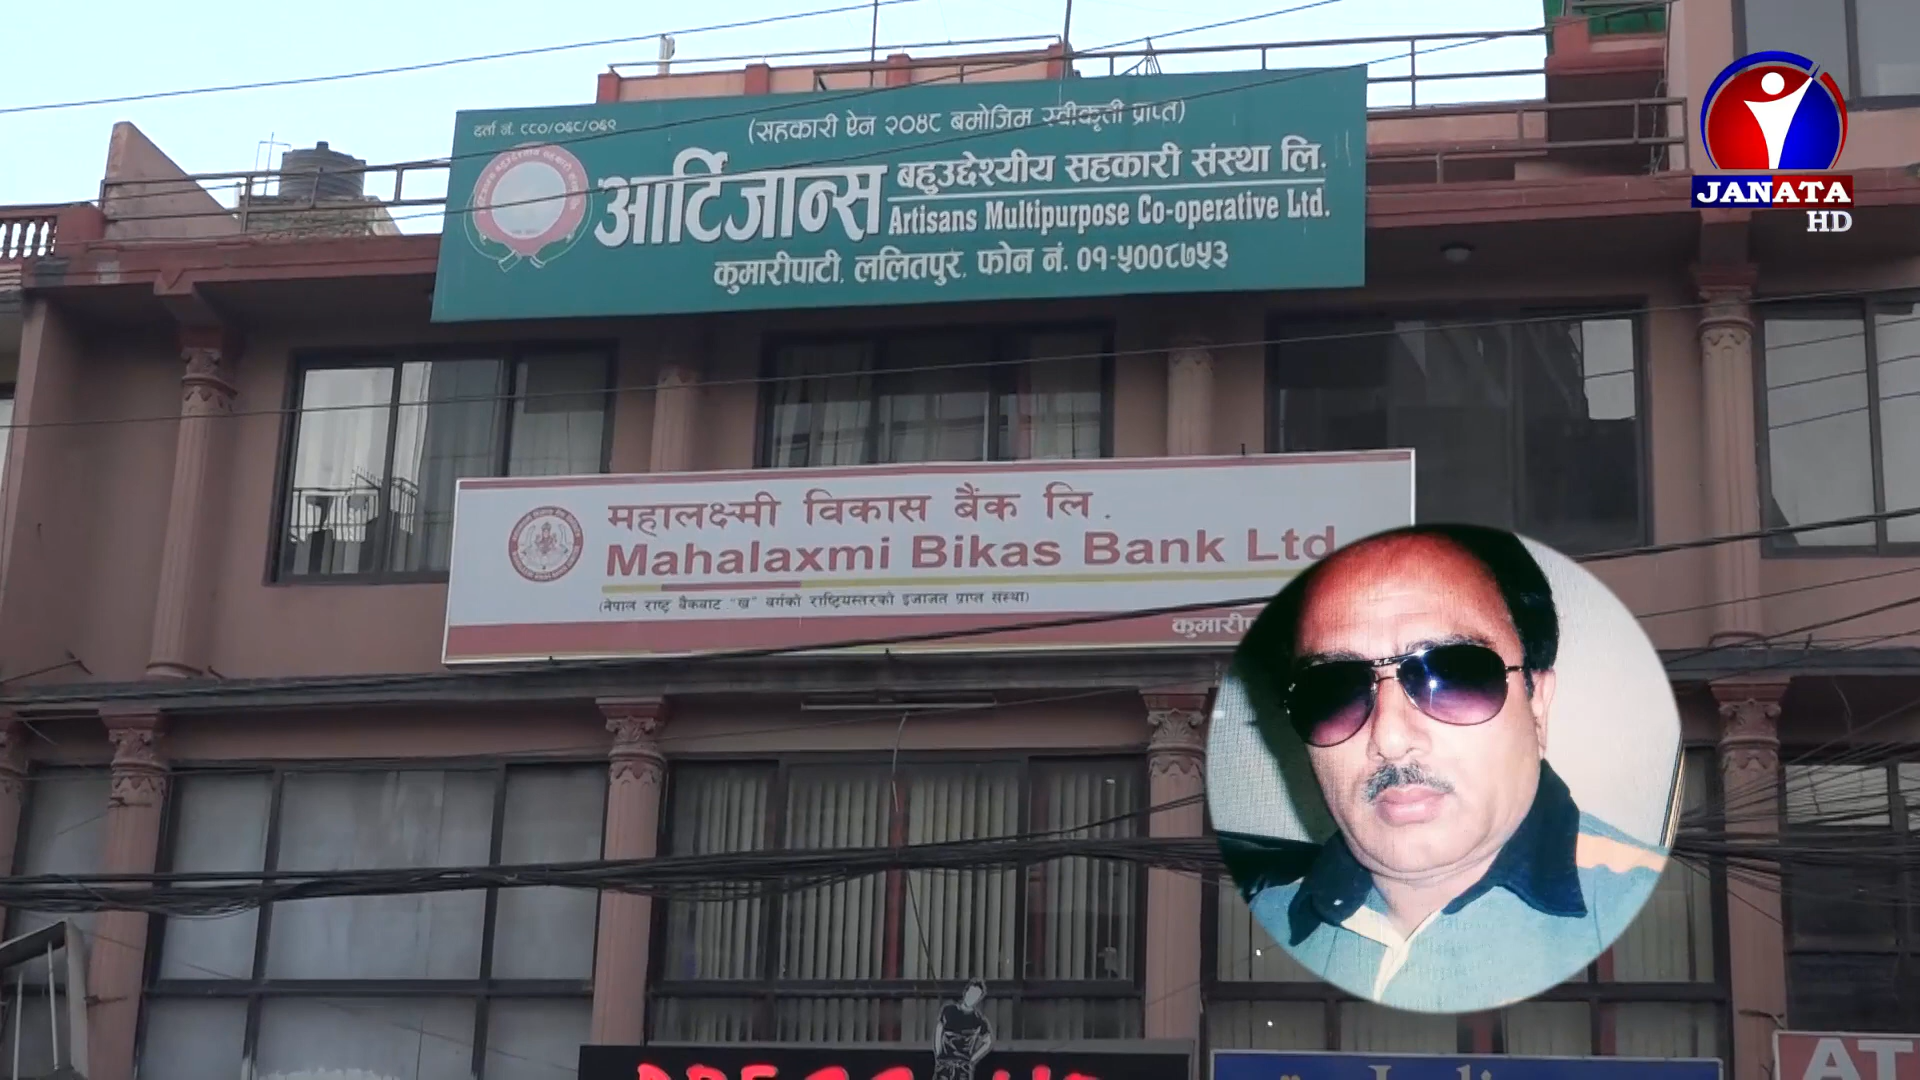 दर्ता नं. ८८०/०६८/०६९
(सहकारी ऐन २०४८ बमोजिम स्वीकृती प्राप्त)
आर्टिजान्स बहुउद्देश्यीय सहकारी संस्था लि.
Artisans Multipurpose Co-operative Ltd.
कुमारीपाटी, ललितपुर, फोन नं. ०१-५००८७५३
JANATA
HD
महालक्ष्मी विकास बैंक लि.
Mahalaxmi Bikas Bank Ltd
(नेपाल राष्ट्र बैंकबाट "ख" वर्गको राष्ट्रियस्तरको इजाजत प्राप्त संस्था)
कुमारीप
AT